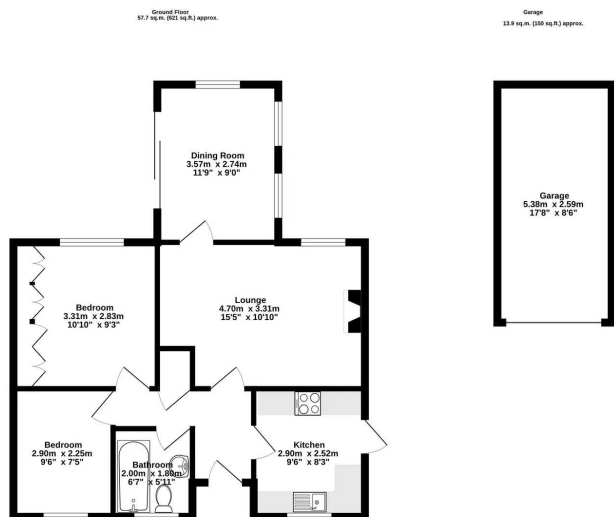 Ground Floor
57.7 sq.m. (621 sq.ft.) approx.
Garage
13.9 sq.m. (150 sq.ft.) approx.
Dining Room
3.57m x 2.74m
11'9" x 9'0"
Garage
5.38m x 2.59m
17'8" x 8'6"
Bedroom
3.31m x 2.83m
10'10" x 9'3"
Lounge
4.70m x 3.31m
15'5" x 10'10"
Bedroom
2.90m x 2.25m
9'6" x 7'5"
Bathroom
2.00m x 1.80m
6'7" x 5'11"
Kitchen
2.90m x 2.52m
9'6" x 8'3"